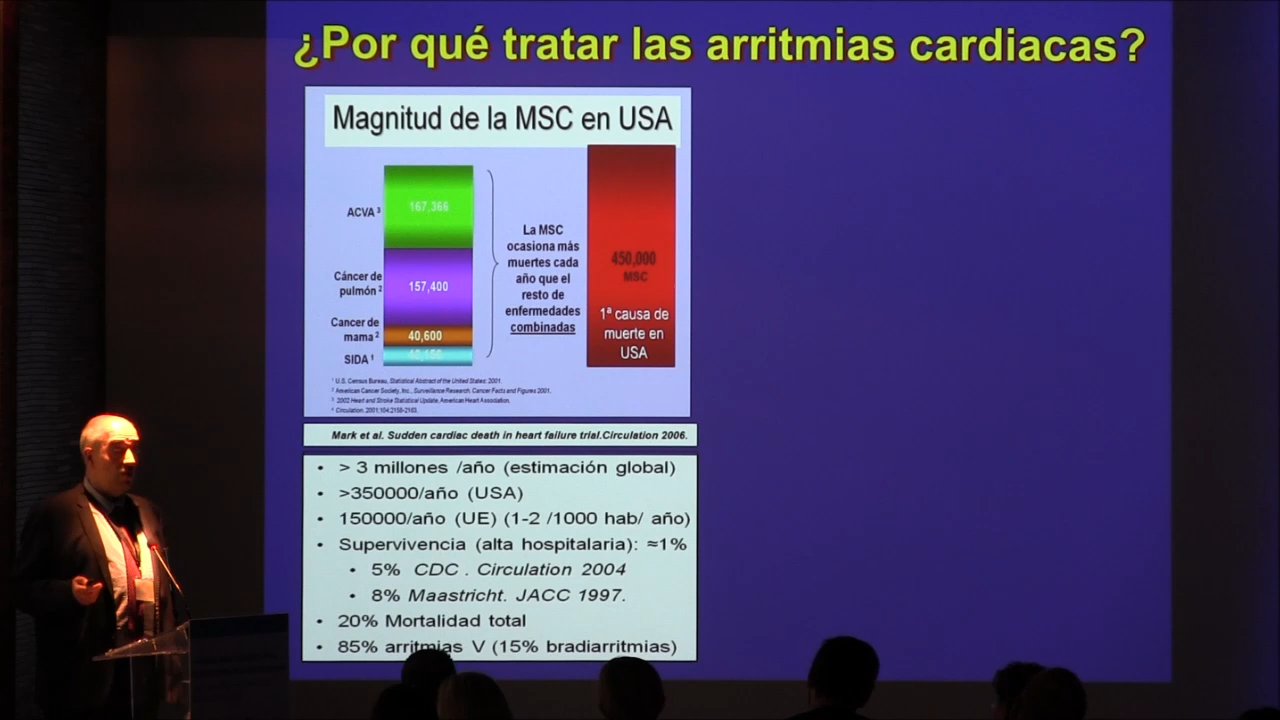 ¿Por qué tratar las arritmias cardiacas?
Magnitud de la MSC en USA
ACVA ³
167,366
Cáncer de
pulmón ²
157,400
Cancer de
mama ²
40,600
SIDA ¹
La MSC
ocasiona más
muertes cada
año que el
resto de
enfermedades
combinadas
450,000
MSC
1ª causa de
muerte en
USA
¹ U.S. Census Bureau, Statistical Abstract of the United States: 2001.
² American Cancer Society, Inc., Surveillance Research, Cancer Facts and Figures 2001.
³ 2002 Heart and Stroke Statistical Update, American Heart Association.
⁴ Circulation. 2001;104:2158-2163.
Mark et al. Sudden cardiac death in heart failure trial.Circulation 2006.
• > 3 millones /año (estimación global)
• >350000/año (USA)
• 150000/año (UE) (1-2 /1000 hab/ año)
• Supervivencia (alta hospitalaria): ≈1%
• 5% CDC . Circulation 2004
• 8% Maastricht. JACC 1997.
• 20% Mortalidad total
• 85% arritmias V (15% bradiarritmias)